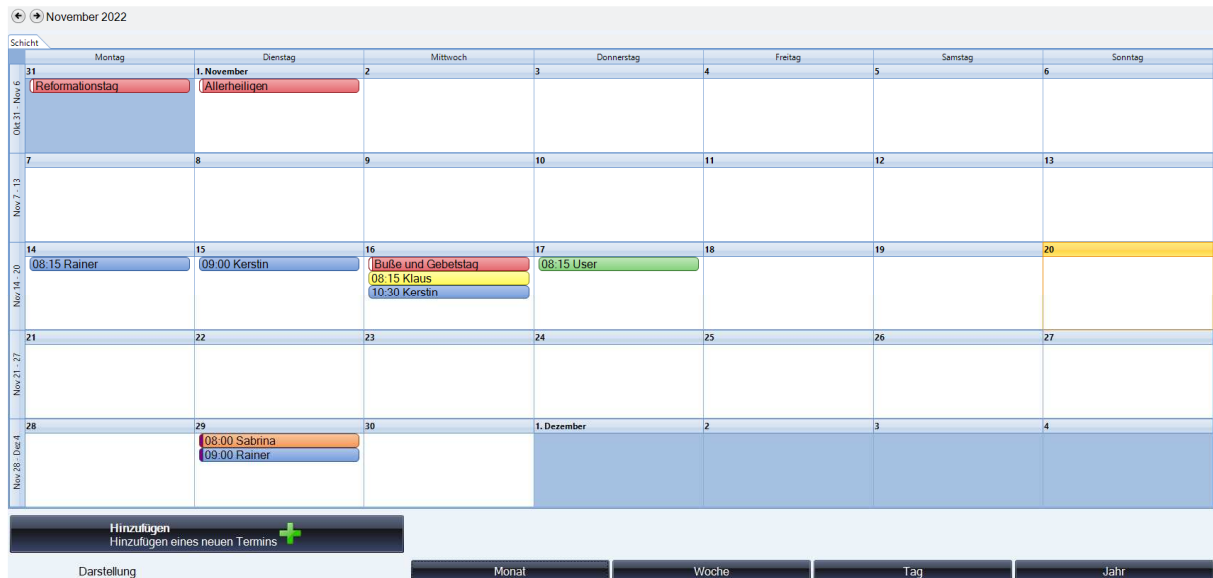 November 2022
Schicht
Montag Dienstag Mittwoch Donnerstag Freitag Samstag Sonntag
Okt 31 - Nov 6
31 1. November 2 3 4 5 6
Reformationstag Allerheiligen
Nov 7 - 13
7 8 9 10 11 12 13
Nov 14 - 20
14 15 16 17 18 19 20
08:15 Rainer 09:00 Kerstin Buße und Gebetstag 08:15 User
08:15 Klaus
10:30 Kerstin
Nov 21 - 27
21 22 23 24 25 26 27
Nov 28 - Dez 4
28 29 30 1. Dezember 2 3 4
08:00 Sabrina
09:00 Rainer
Hinzufügen
Hinzufügen eines neuen Termins
Darstellung Monat Woche Tag Jahr